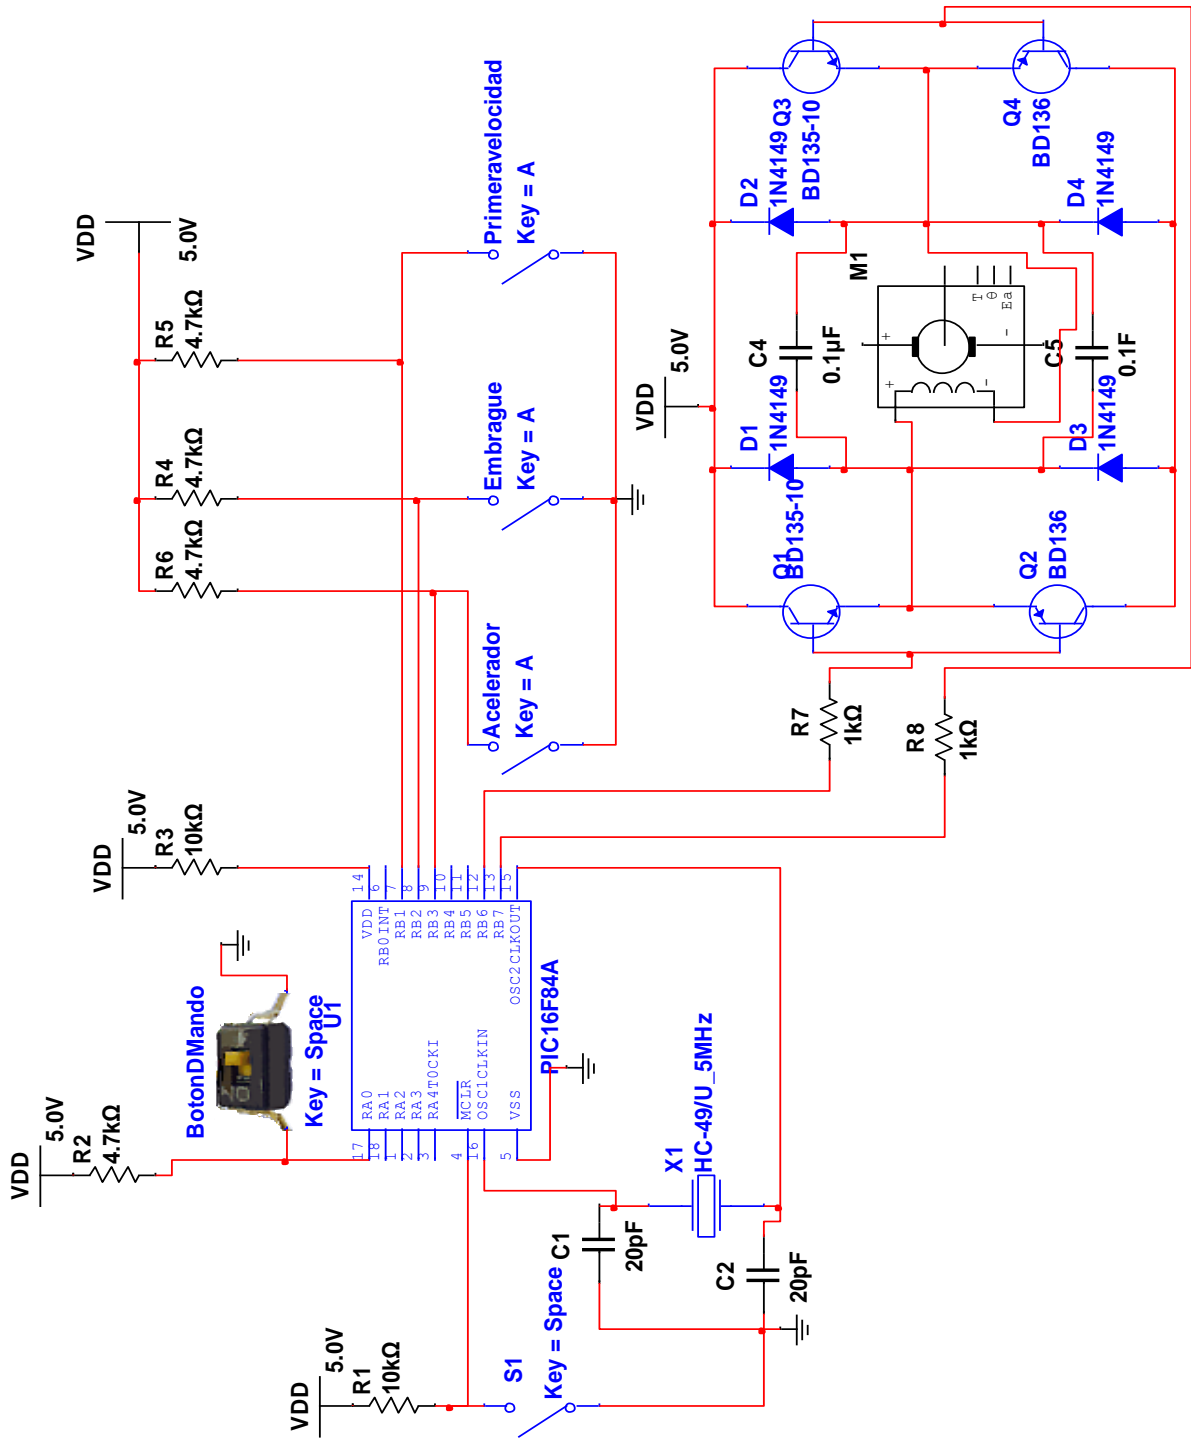 VDD
5.0V
R1
10kΩ
S1
Key = Space
VDD
5.0V
R2
4.7kΩ
BotonDMando
Key = Space
U1
PIC16F84A
17
RA0
18
RA1
1
RA2
2
RA3
3
RA4T0CKI
4
MCLR
16
OSC1CLKIN
5
VSS
14
VDD
6
RB0INT
7
RB1
8
RB2
9
RB3
10
RB4
11
RB5
12
RB6
13
RB7
15
OSC2CLKOUT
C1
20pF
C2
20pF
X1
HC-49/U_5MHz
VDD
5.0V
R3
10kΩ
VDD
5.0V
R6
4.7kΩ
R4
4.7kΩ
R5
4.7kΩ
Acelerador
Key = A
Embrague
Key = A
Primeravelocidad
Key = A
R7
1kΩ
R8
1kΩ
VDD
5.0V
Q1
BD135-10
Q2
BD136
D1
1N4149
D3
1N4149
C4
0.1µF
C5
0.1F
M1
+
-
+
-
T
θ
Ea
D2
1N4149
D4
1N4149
Q3
BD135-10
Q4
BD136